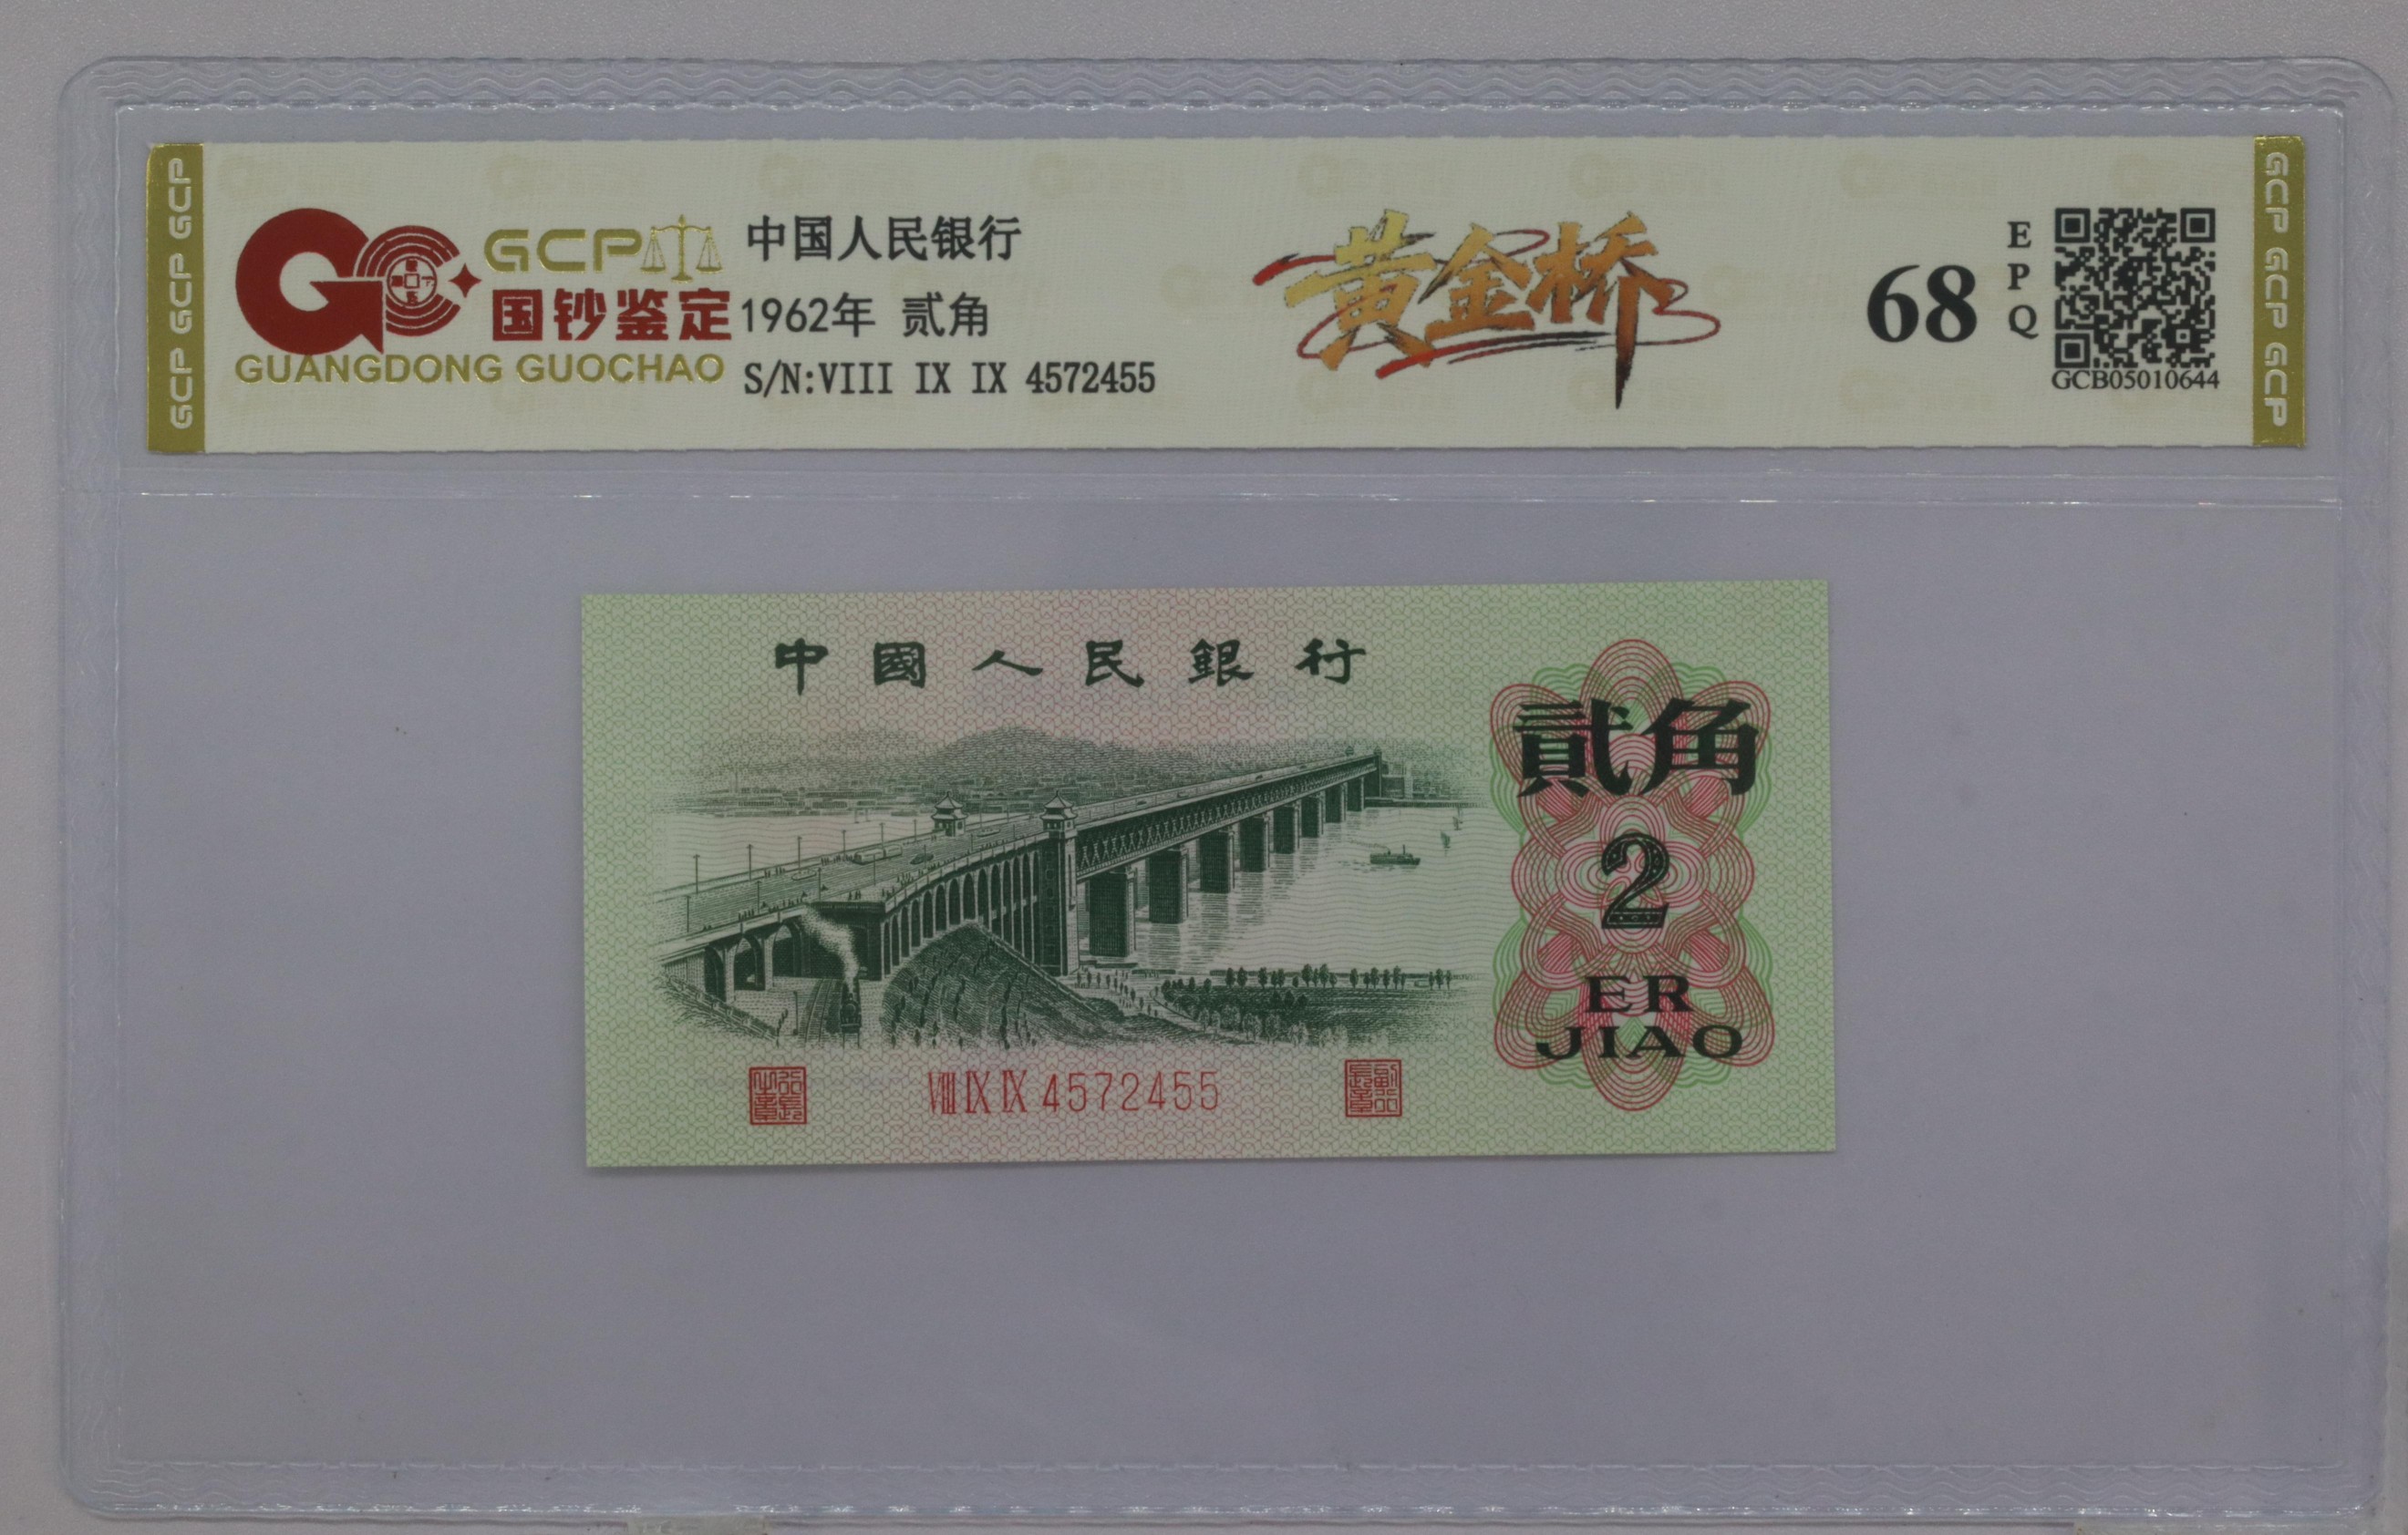 GCP GCP GCP
GCP
国钞鉴定
GUANGDONG GUOCHAO
中国人民银行
1962年 贰角
S/N:VIII IX IX 4572455
黄金桥
68
EPQ
GCB05010644
GCP GCP GCP
中國人民銀行
貳角
2
ER
JIAO
VIII IX IX 4572455